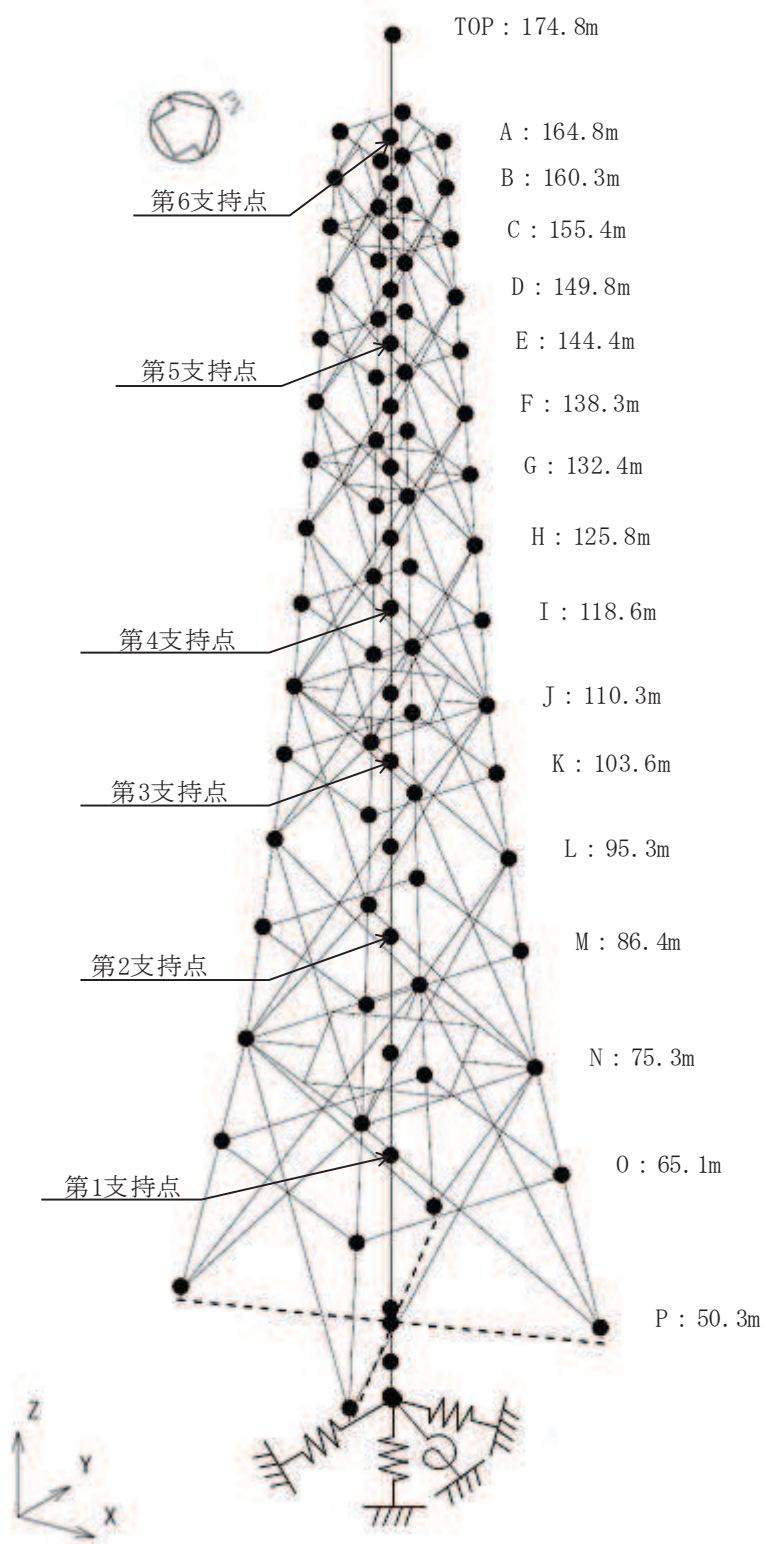 TOP : 174.8m
PN
A : 164.8m
第6支持点
B : 160.3m
C : 155.4m
D : 149.8m
E : 144.4m
第5支持点
F : 138.3m
G : 132.4m
H : 125.8m
I : 118.6m
第4支持点
J : 110.3m
K : 103.6m
第3支持点
L : 95.3m
M : 86.4m
第2支持点
N : 75.3m
O : 65.1m
第1支持点
P : 50.3m
Z
Y
X